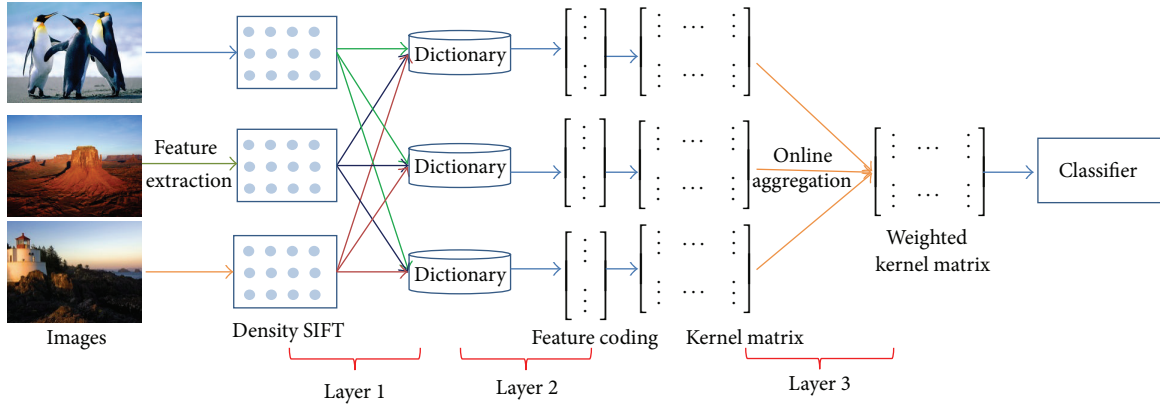 Feature
extraction
Dictionary
Dictionary
Dictionary
Online
aggregation
Classifier
Weighted
kernel matrix
Images
Density SIFT
Feature coding
Kernel matrix
Layer 1
Layer 2
Layer 3